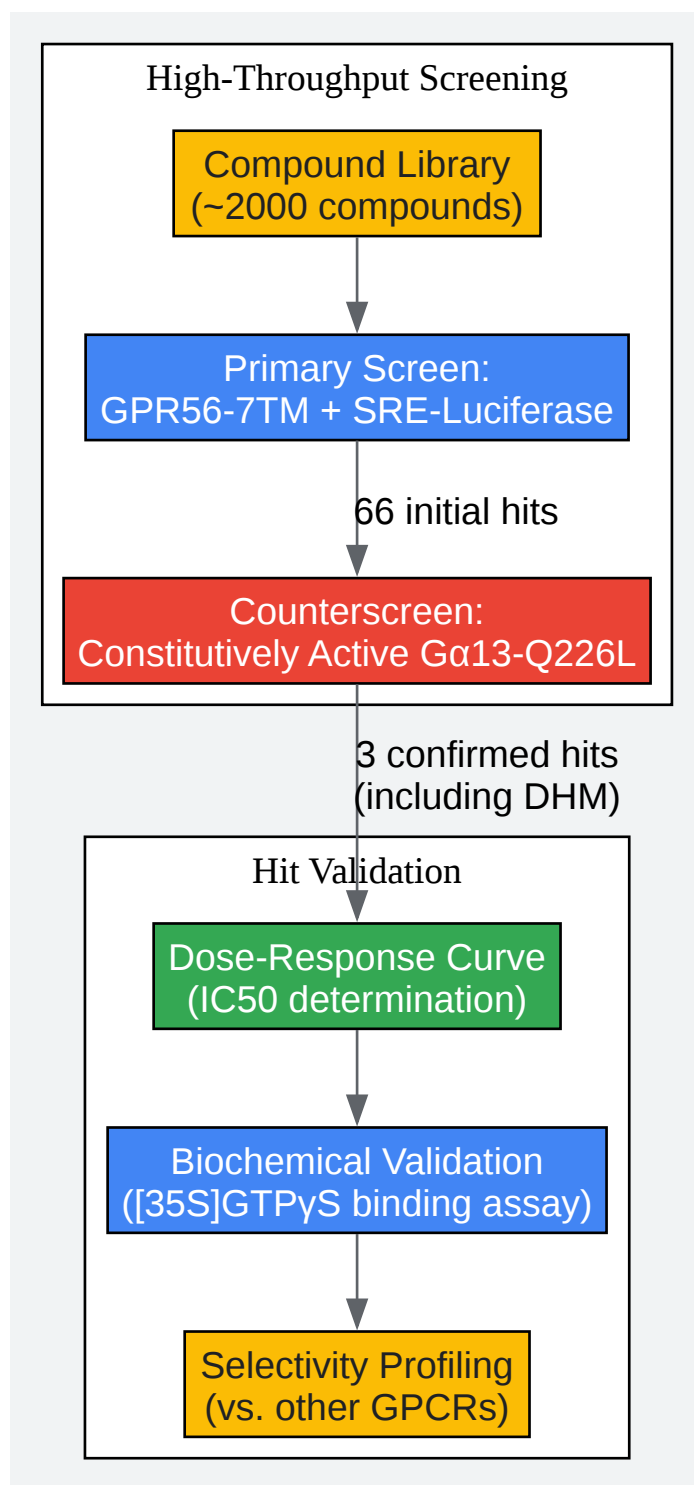 High-Throughput Screening
Compound Library
(~2000 compounds)
Primary Screen:
GPR56-7TM + SRE-Luciferase
66 initial hits
Counterscreen:
Constitutively Active Gα13-Q226L
3 confirmed hits
(including DHM)
Hit Validation
Dose-Response Curve
(IC50 determination)
Biochemical Validation
([35S]GTPγS binding assay)
Selectivity Profiling
(vs. other GPCRs)